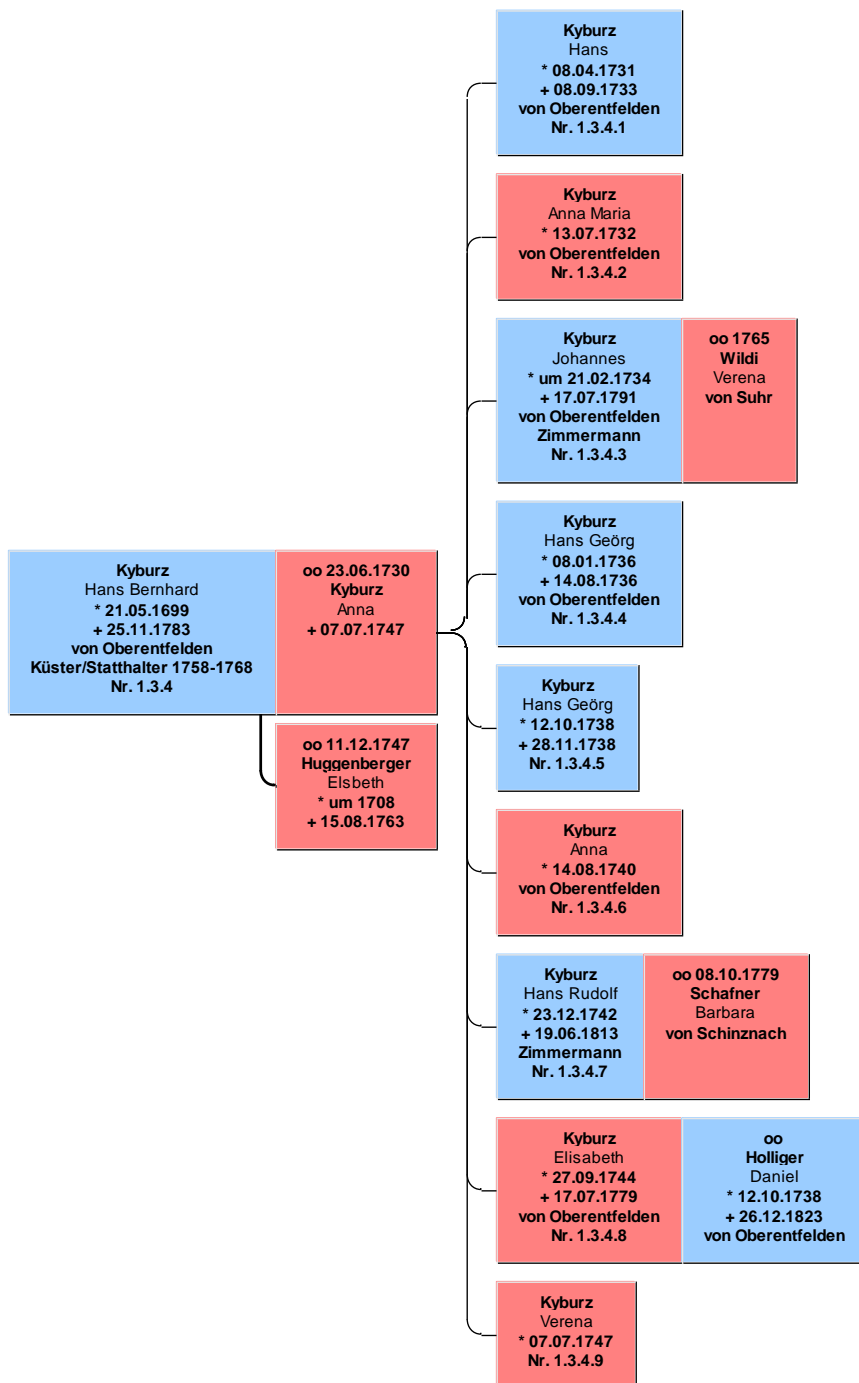 Kyburz
Hans
* 08.04.1731
+ 08.09.1733
von Oberentfelden
Nr. 1.3.4.1
Kyburz
Anna Maria
* 13.07.1732
von Oberentfelden
Nr. 1.3.4.2
Kyburz
Johannes
* um 21.02.1734
+ 17.07.1791
von Oberentfelden
Zimmermann
Nr. 1.3.4.3
oo 1765
Wildi
Verena
von Suhr
Kyburz
Hans Geörg
* 08.01.1736
+ 14.08.1736
von Oberentfelden
Nr. 1.3.4.4
Kyburz
Hans Bernhard
* 21.05.1699
+ 25.11.1783
von Oberentfelden
Küster/Statthalter 1758-1768
Nr. 1.3.4
oo 23.06.1730
Kyburz
Anna
+ 07.07.1747
oo 11.12.1747
Huggenberger
Elsbeth
* um 1708
+ 15.08.1763
Kyburz
Hans Geörg
* 12.10.1738
+ 28.11.1738
Nr. 1.3.4.5
Kyburz
Anna
* 14.08.1740
von Oberentfelden
Nr. 1.3.4.6
Kyburz
Hans Rudolf
* 23.12.1742
+ 19.06.1813
Zimmermann
Nr. 1.3.4.7
oo 08.10.1779
Schafner
Barbara
von Schinznach
Kyburz
Elisabeth
* 27.09.1744
+ 17.07.1779
von Oberentfelden
Nr. 1.3.4.8
oo
Holliger
Daniel
* 12.10.1738
+ 26.12.1823
von Oberentfelden
Kyburz
Verena
* 07.07.1747
Nr. 1.3.4.9